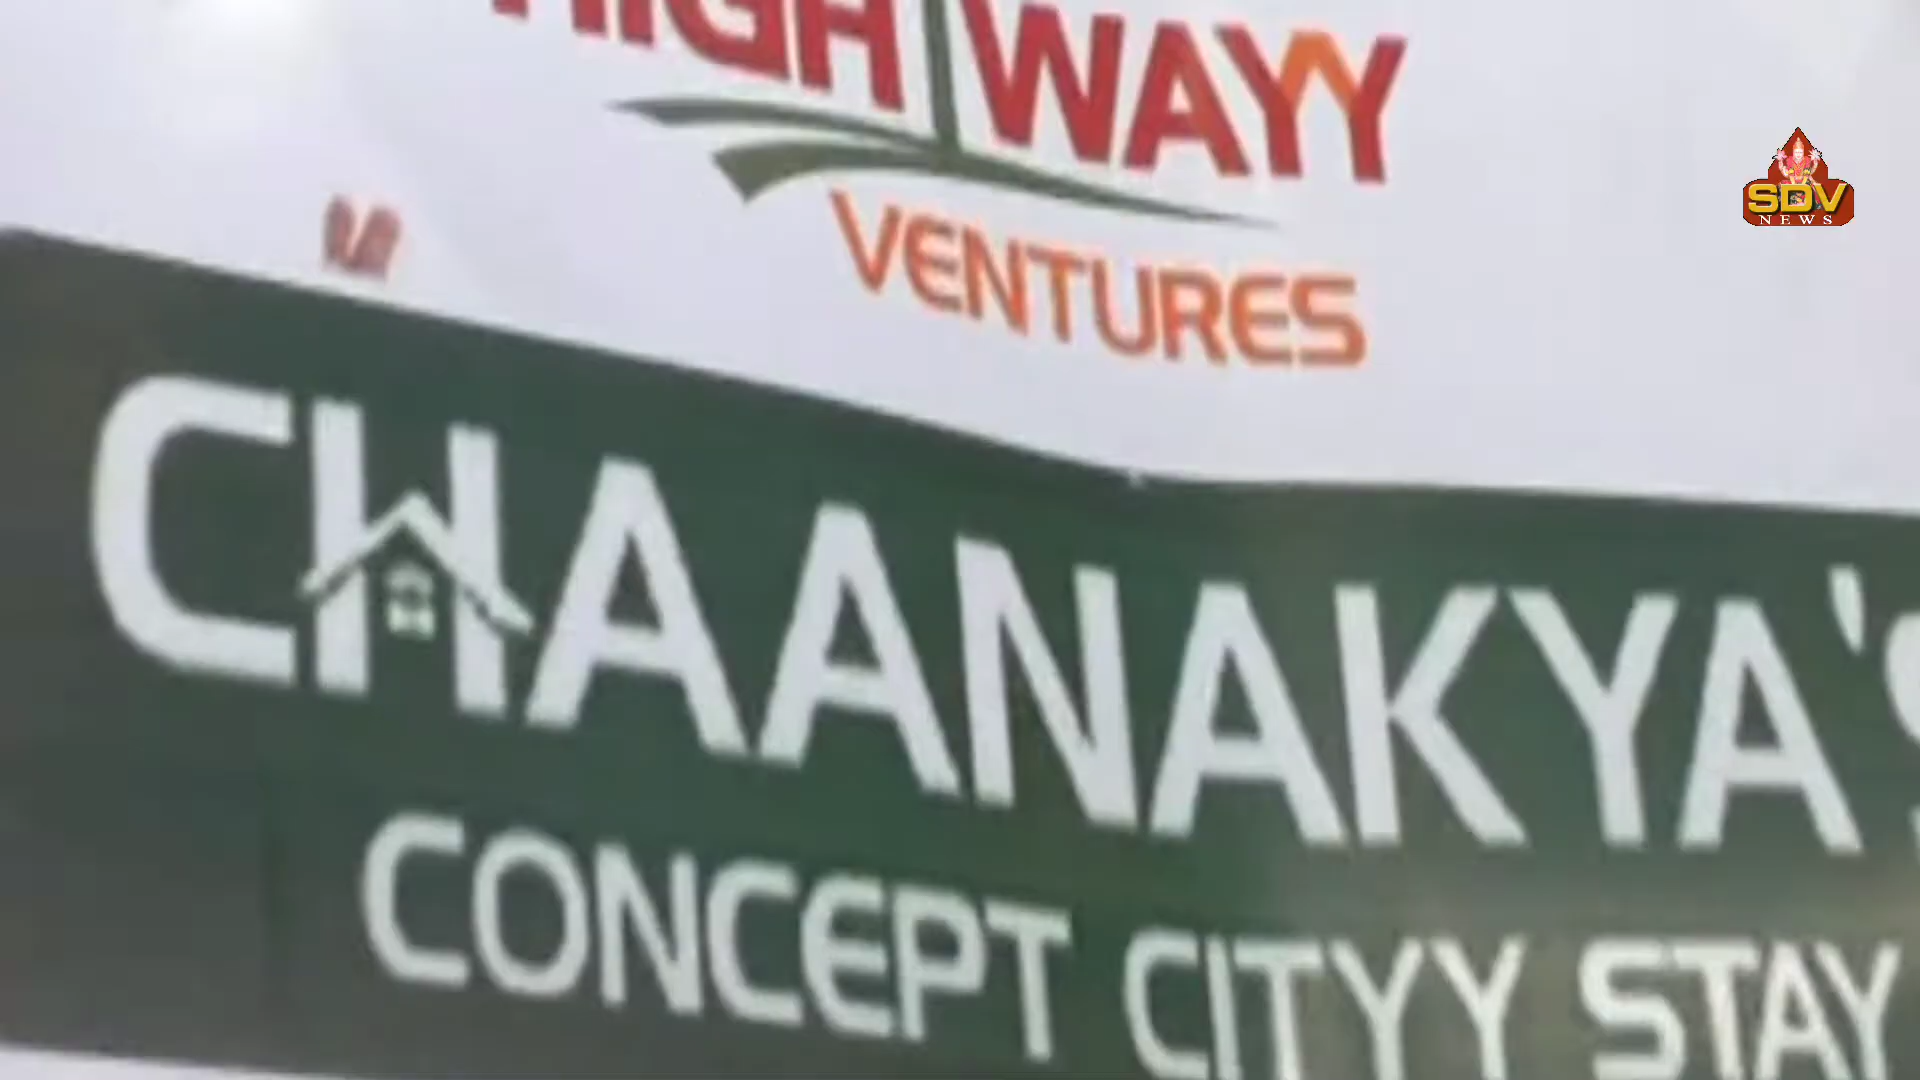 HIGHWAYY
VENTURES
CHAANAKYA'S
CONCEPT CITYY STAY
SDV
NEWS